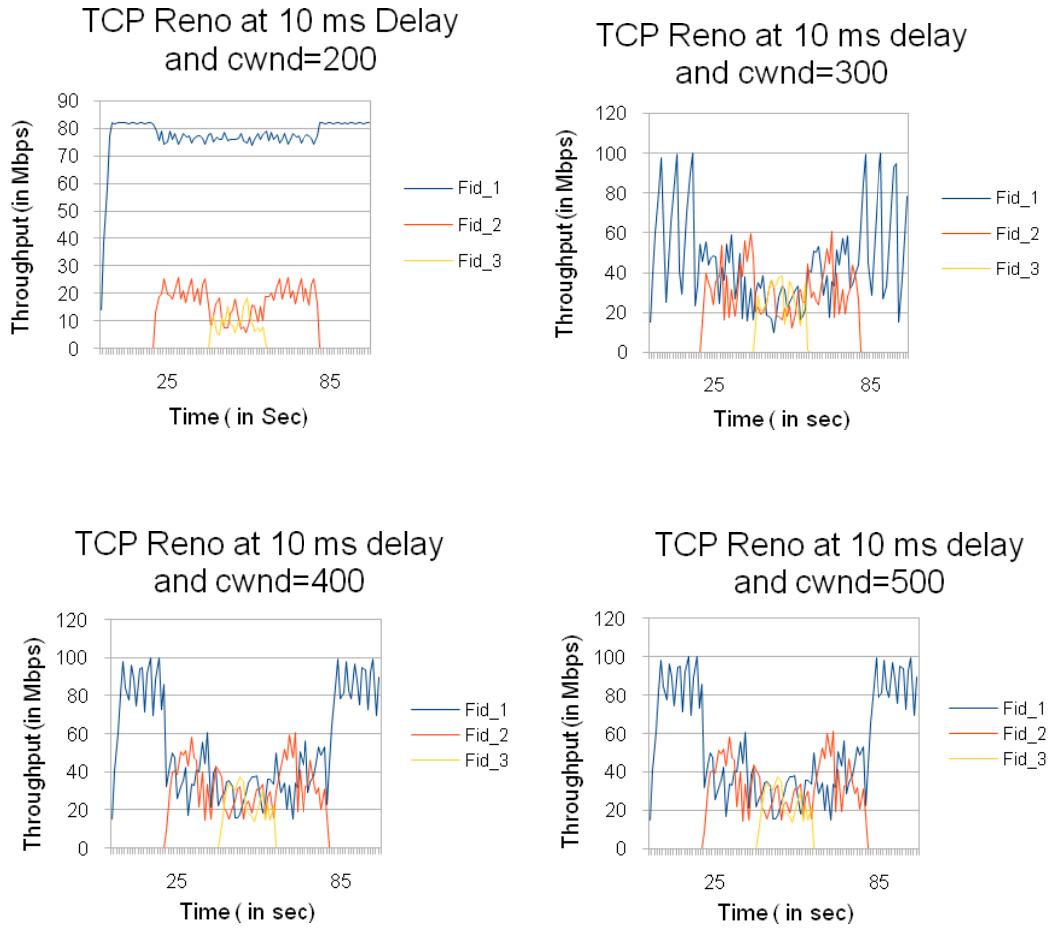 TCP Reno at 10 ms Delay
and cwnd=200
Throughput (in Mbps)
90
80
70
60
50
40
30
20
10
0
25
85
Time ( in Sec)
Fid_1
Fid_2
Fid_3
TCP Reno at 10 ms delay
and cwnd=300
Throughput (in Mbps)
120
100
80
60
40
20
0
25
85
Time ( in sec)
Fid_1
Fid_2
Fid_3
TCP Reno at 10 ms delay
and cwnd=400
Throughput (in Mbps)
120
100
80
60
40
20
0
25
85
Time ( in sec)
Fid_1
Fid_2
Fid_3
TCP Reno at 10 ms delay
and cwnd=500
Throughput (in Mbps)
120
100
80
60
40
20
0
25
85
Time ( in sec)
Fid_1
Fid_2
Fid_3